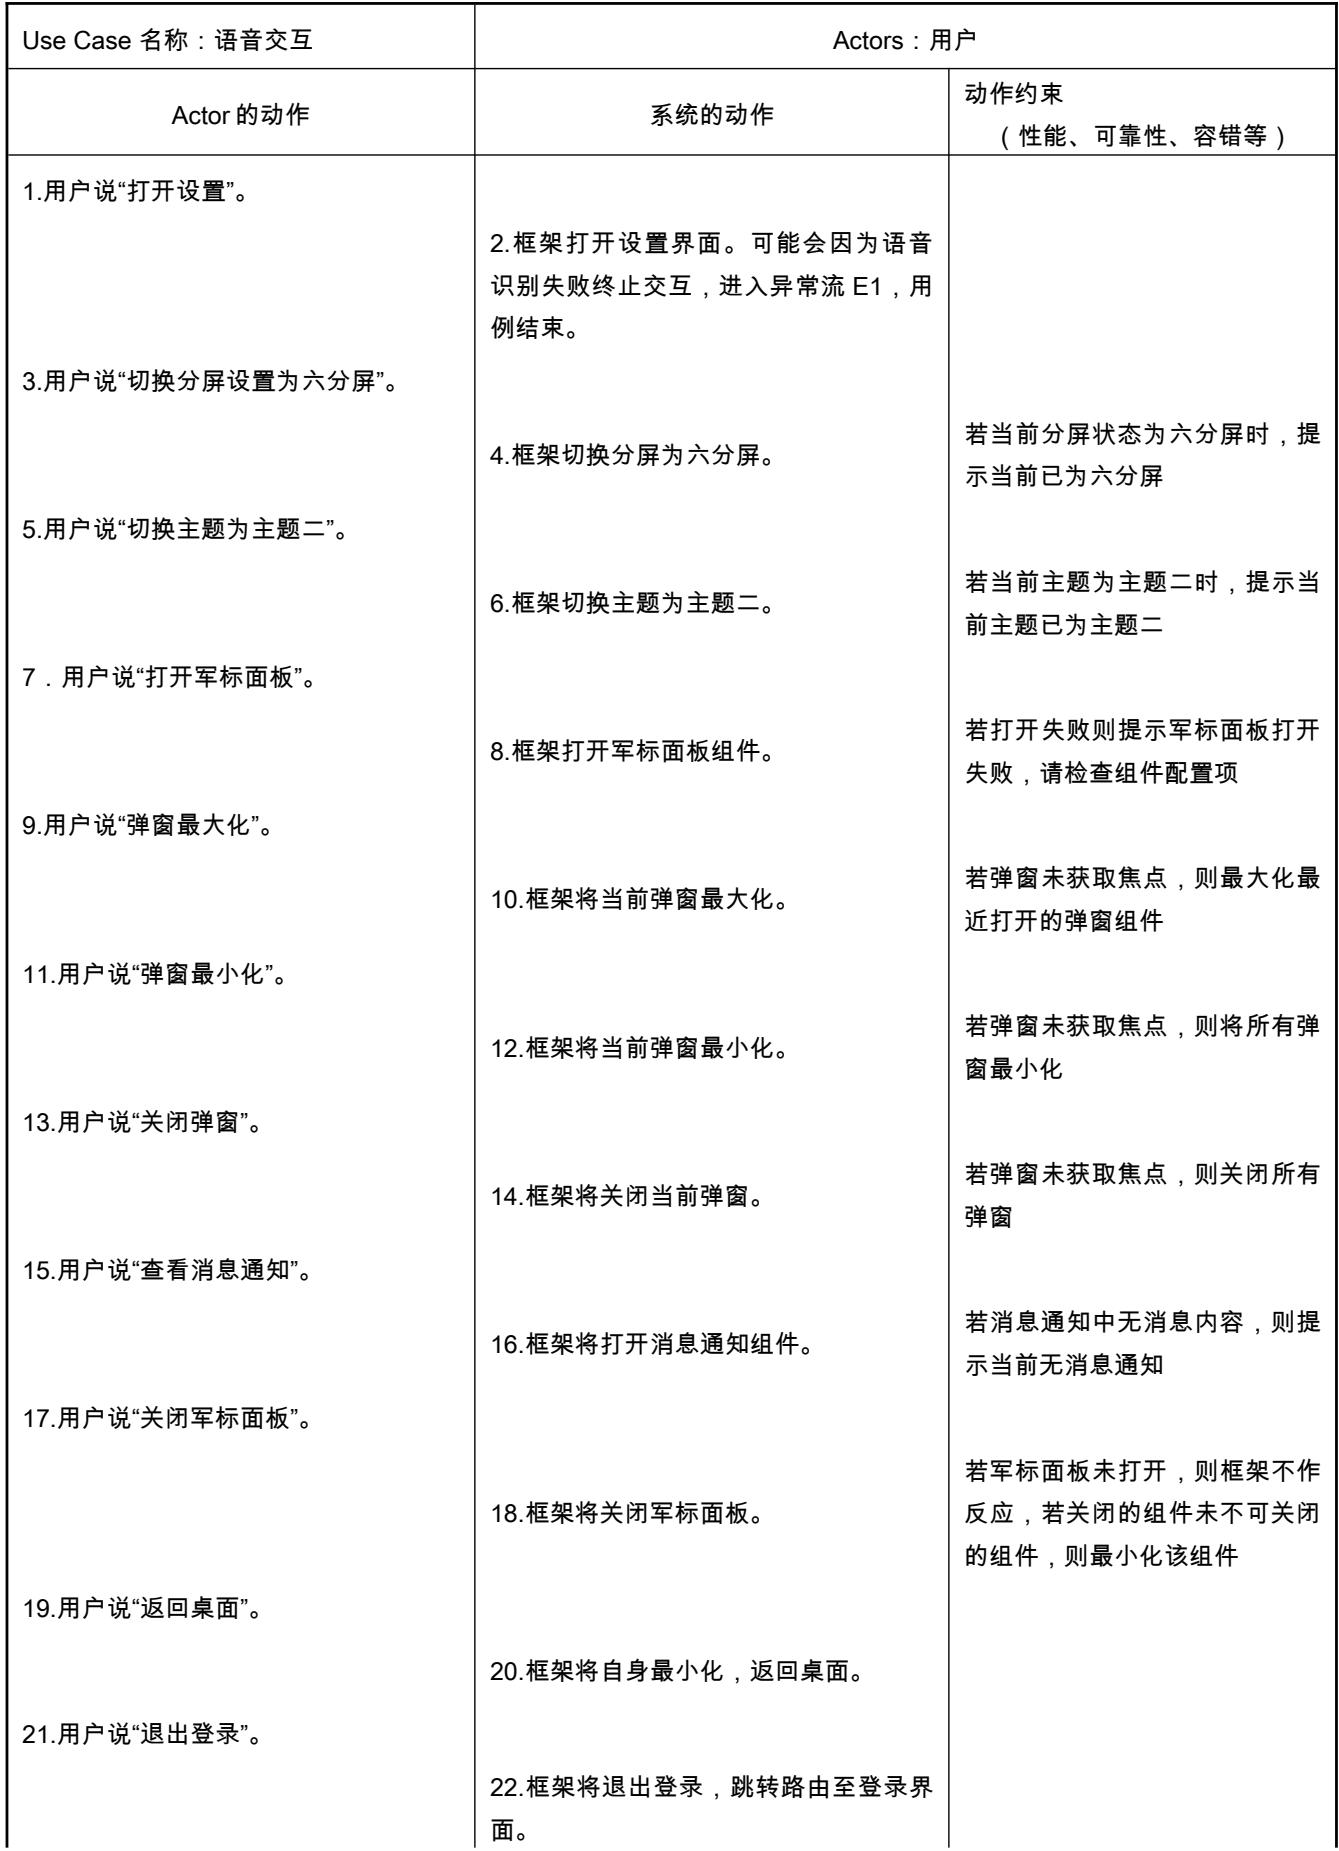 Use Case 名称：语音交互
Actors：用户
Actor 的动作
系统的动作
动作约束
（性能、可靠性、容错等）
1.用户说“打开设置”。
2.框架打开设置界面。可能会因为语音
识别失败终止交互，进入异常流 E1，用
例结束。
3.用户说“切换分屏设置为六分屏”。
4.框架切换分屏为六分屏。
若当前分屏状态为六分屏时，提
示当前已为六分屏
5.用户说“切换主题为主题二”。
6.框架切换主题为主题二。
若当前主题为主题二时，提示当
前主题已为主题二
7．用户说“打开军标面板”。
8.框架打开军标面板组件。
若打开失败则提示军标面板打开
失败，请检查组件配置项
9.用户说“弹窗最大化”。
10.框架将当前弹窗最大化。
若弹窗未获取焦点，则最大化最
近打开的弹窗组件
11.用户说“弹窗最小化”。
12.框架将当前弹窗最小化。
若弹窗未获取焦点，则将所有弹
窗最小化
13.用户说“关闭弹窗”。
14.框架将关闭当前弹窗。
若弹窗未获取焦点，则关闭所有
弹窗
15.用户说“查看消息通知”。
16.框架将打开消息通知组件。
若消息通知中无消息内容，则提
示当前无消息通知
17.用户说“关闭军标面板”。
18.框架将关闭军标面板。
若军标面板未打开，则框架不作
反应，若关闭的组件未不可关闭
的组件，则最小化该组件
19.用户说“返回桌面”。
20.框架将自身最小化，返回桌面。
21.用户说“退出登录”。
22.框架将退出登录，跳转路由至登录界
面。